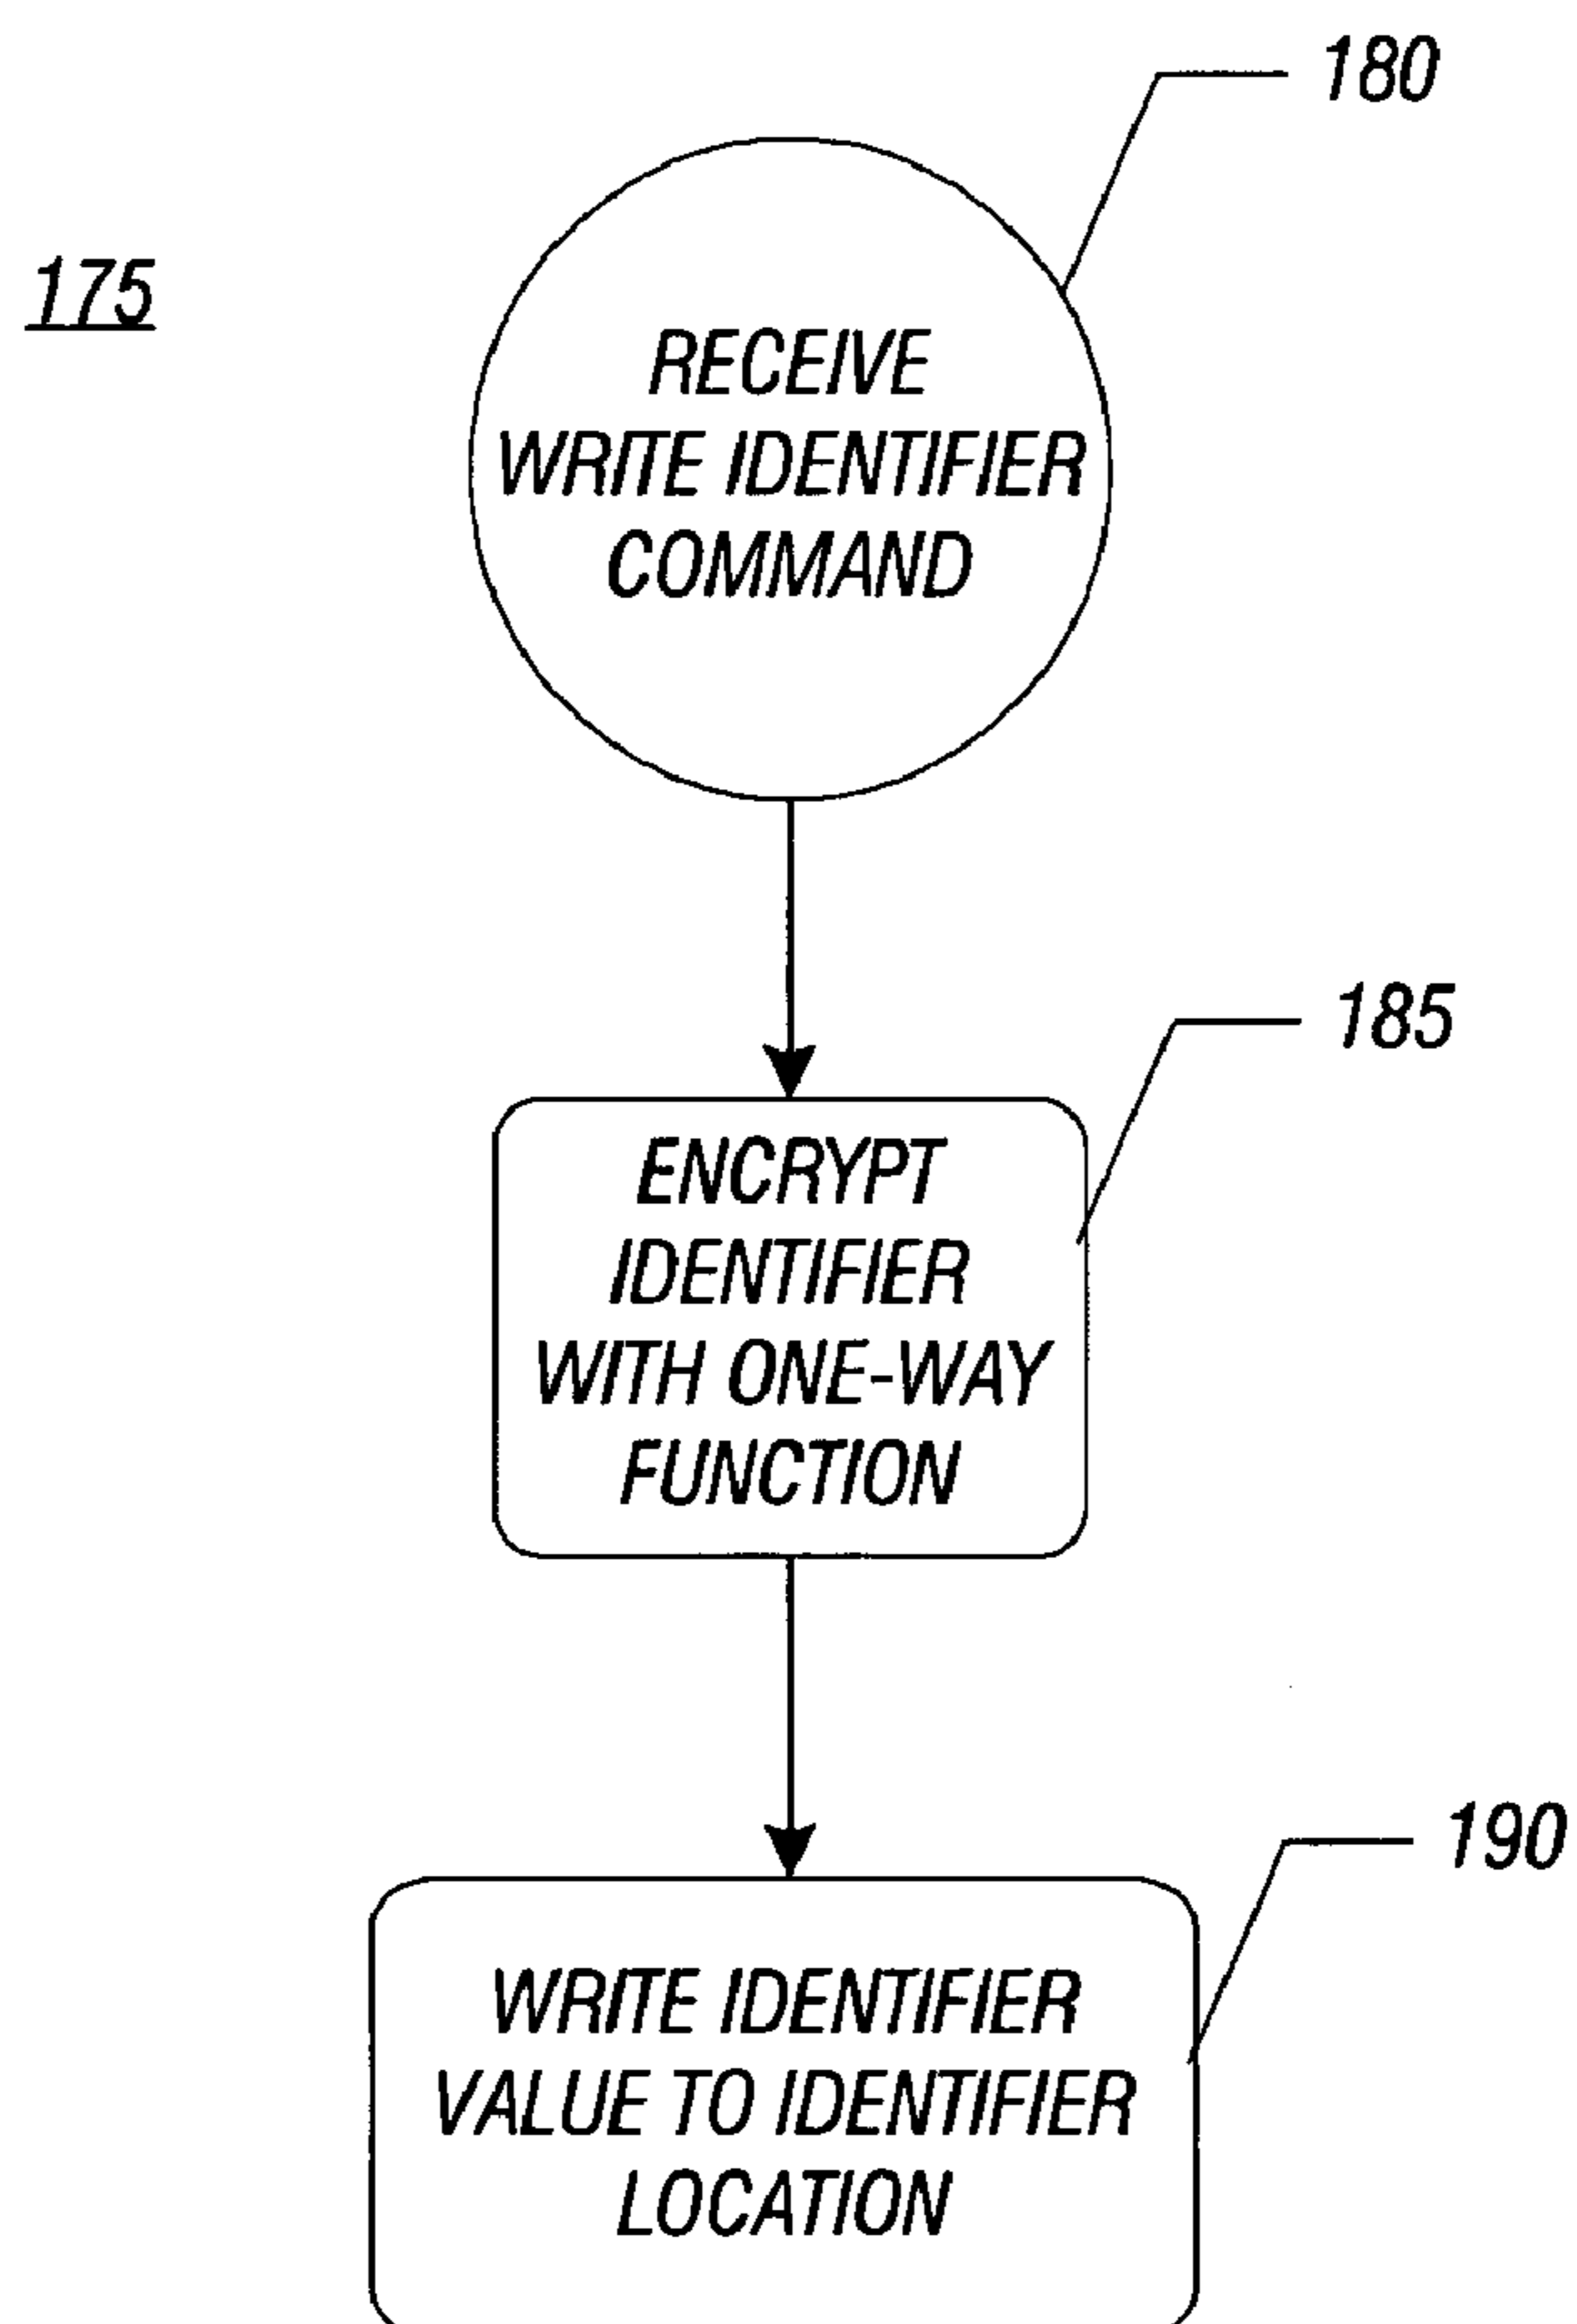 180
175
RECEIVE
WRITE IDENTIFIER
COMMAND
185
ENCRYPT
IDENTIFIER
WITH ONE-WAY
FUNCTION
190
WRITE IDENTIFIER
VALUE TO IDENTIFIER
LOCATION